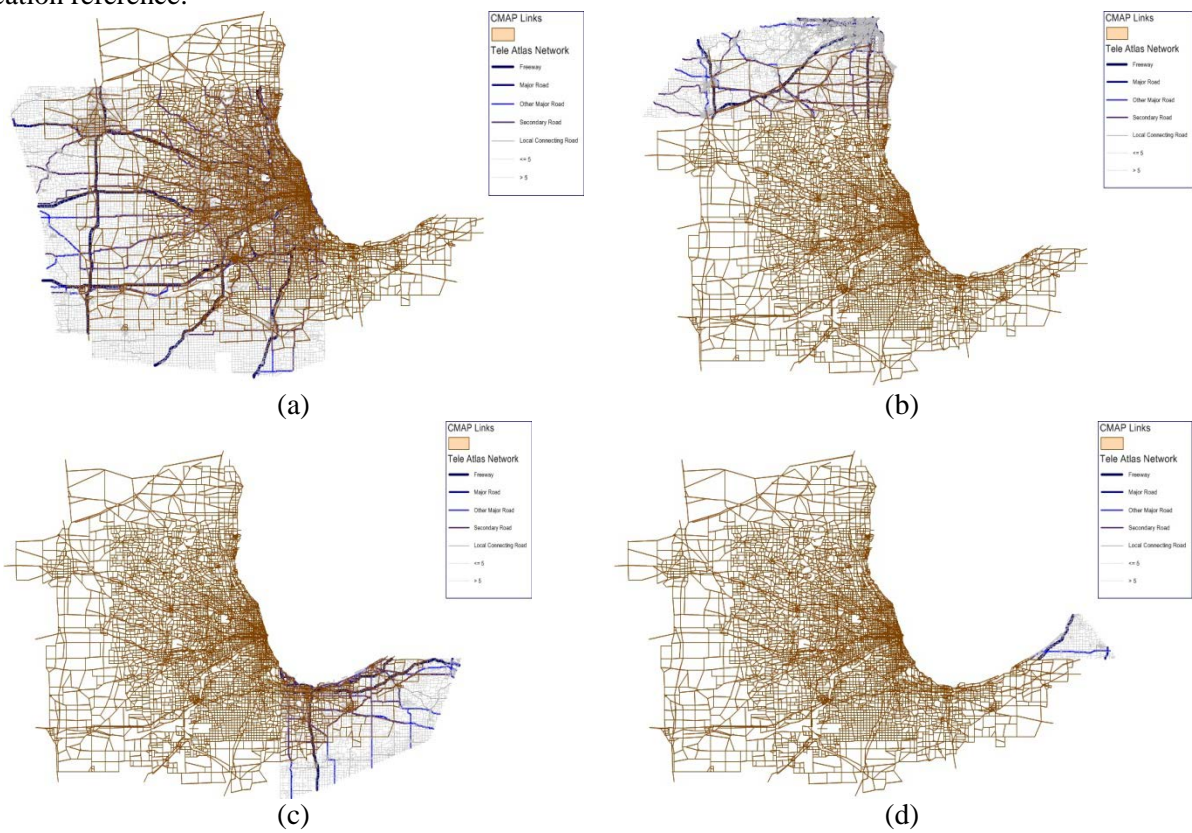 cation reference.
CMAP Links
Tele Atlas Network
Freeway
Major Road
Other Major Road
Secondary Road
Local Connecting Road
<= 5
> 5
CMAP Links
Tele Atlas Network
Freeway
Major Road
Other Major Road
Secondary Road
Local Connecting Road
<= 5
> 5
(a)
(b)
CMAP Links
Tele Atlas Network
Freeway
Major Road
Other Major Road
Secondary Road
Local Connecting Road
<= 5
> 5
CMAP Links
Tele Atlas Network
Freeway
Major Road
Other Major Road
Secondary Road
Local Connecting Road
<= 5
> 5
(c)
(d)